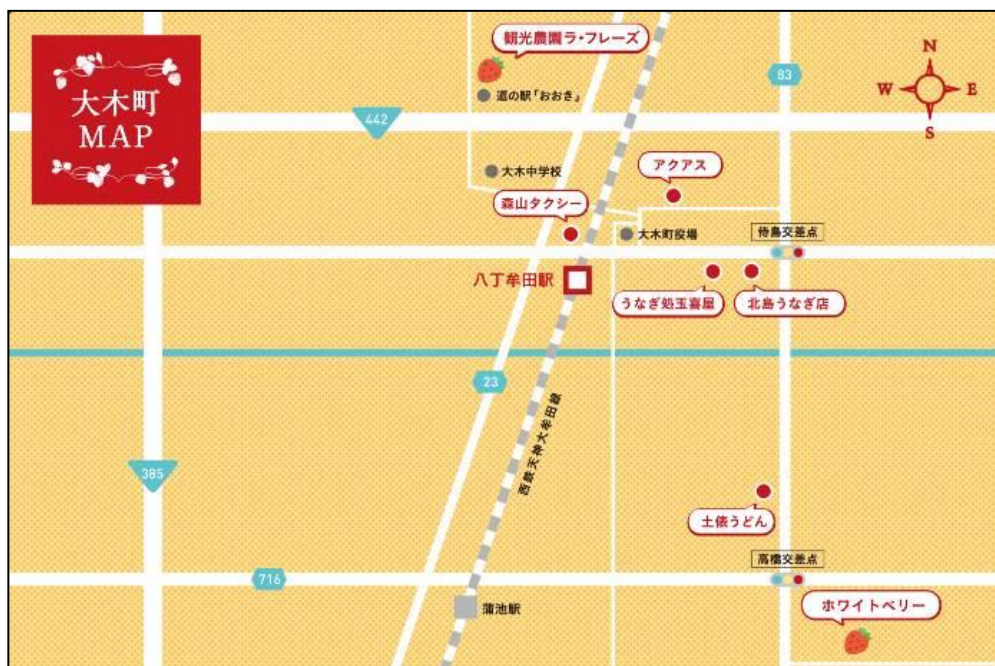 大木町
MAP
観光農園ラ・フレーズ
道の駅「おおき」
83
N
W
E
S
442
大木中学校
アクアス
森山タクシー
大木町役場
侍島交差点
八丁牟田駅
うなぎ処玉喜屋
北島うなぎ店
23
西鉄天神大牟田線
385
土俵うどん
高橋交差点
716
蒲池駅
ホワイトベリー